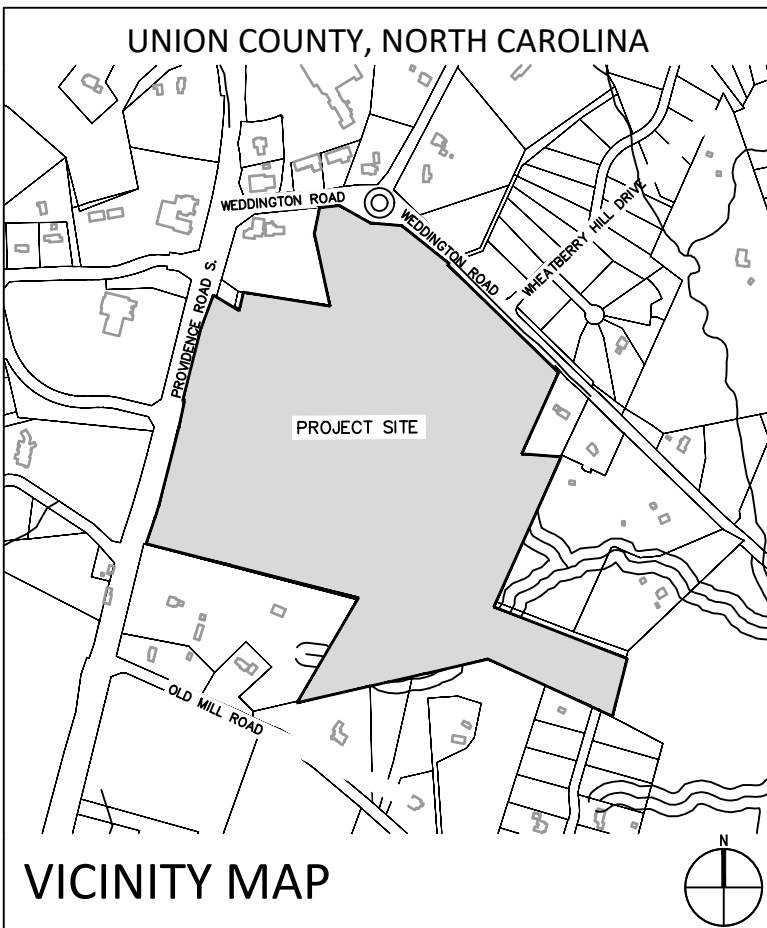 UNION COUNTY, NORTH CAROLINA
WEDDINGTON ROAD
WEDDINGTON ROAD
WHEATBERRY HILL DRIVE
PROVIDENCE ROAD S.
PROJECT SITE
OLD MILL ROAD
VICINITY MAP
N